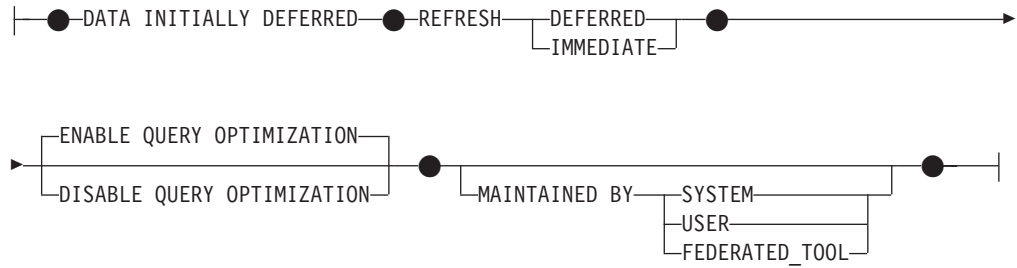 DATA INITIALLY DEFERRED REFRESH DEFERRED
IMMEDIATE
ENABLE QUERY OPTIMIZATION
DISABLE QUERY OPTIMIZATION MAINTAINED BY SYSTEM
USER
FEDERATED_TOOL